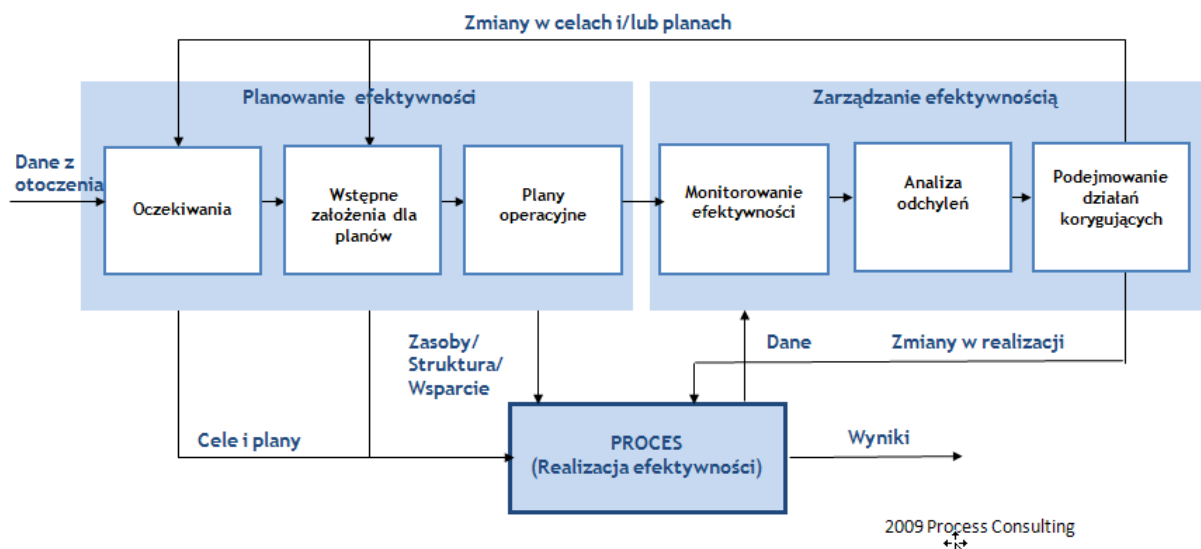 Zmiany w celach i/lub planach
Planowanie efektywności
Zarządzanie efektywnością
Dane z
otoczenia
Oczekiwania
Wstępne
założenia dla
planów
Plany
operacyjne
Monitorowanie
efektywności
Analiza
odchyleń
Podejmowanie
działań
korygujących
Zasoby/
Struktura/
Wsparcie
Dane
Zmiany w realizacji
Cele i plany
PROCES
(Realizacja efektywności)
Wyniki
2009 Process Consulting